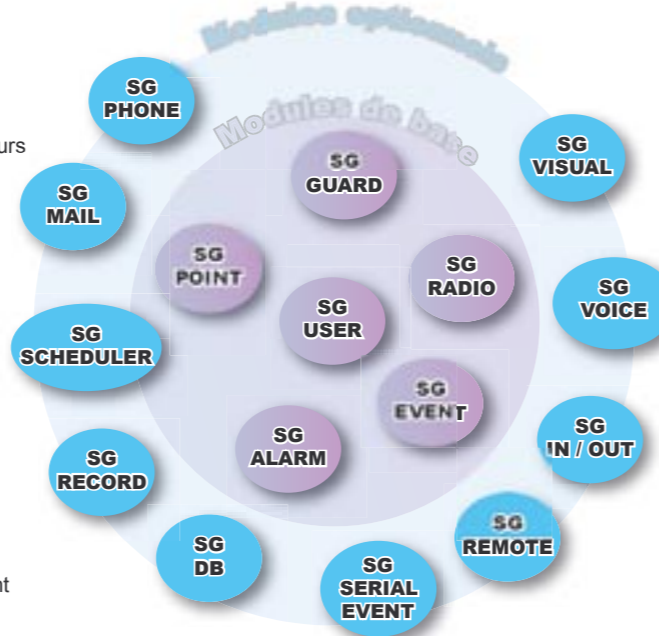 Modules optionnels
Modules de base
SG
PHONE
urs
SG
GUARD
SG
VISUAL
SG
MAIL
SG
POINT
SG
RADIO
SG
USER
SG
VOICE
SG
SCHEDULER
SG
EVENT
SG
ALARM
SG
IN / OUT
SG
RECORD
SG
REMOTE
SG
DB
SG
SERIAL
EVENT
nt